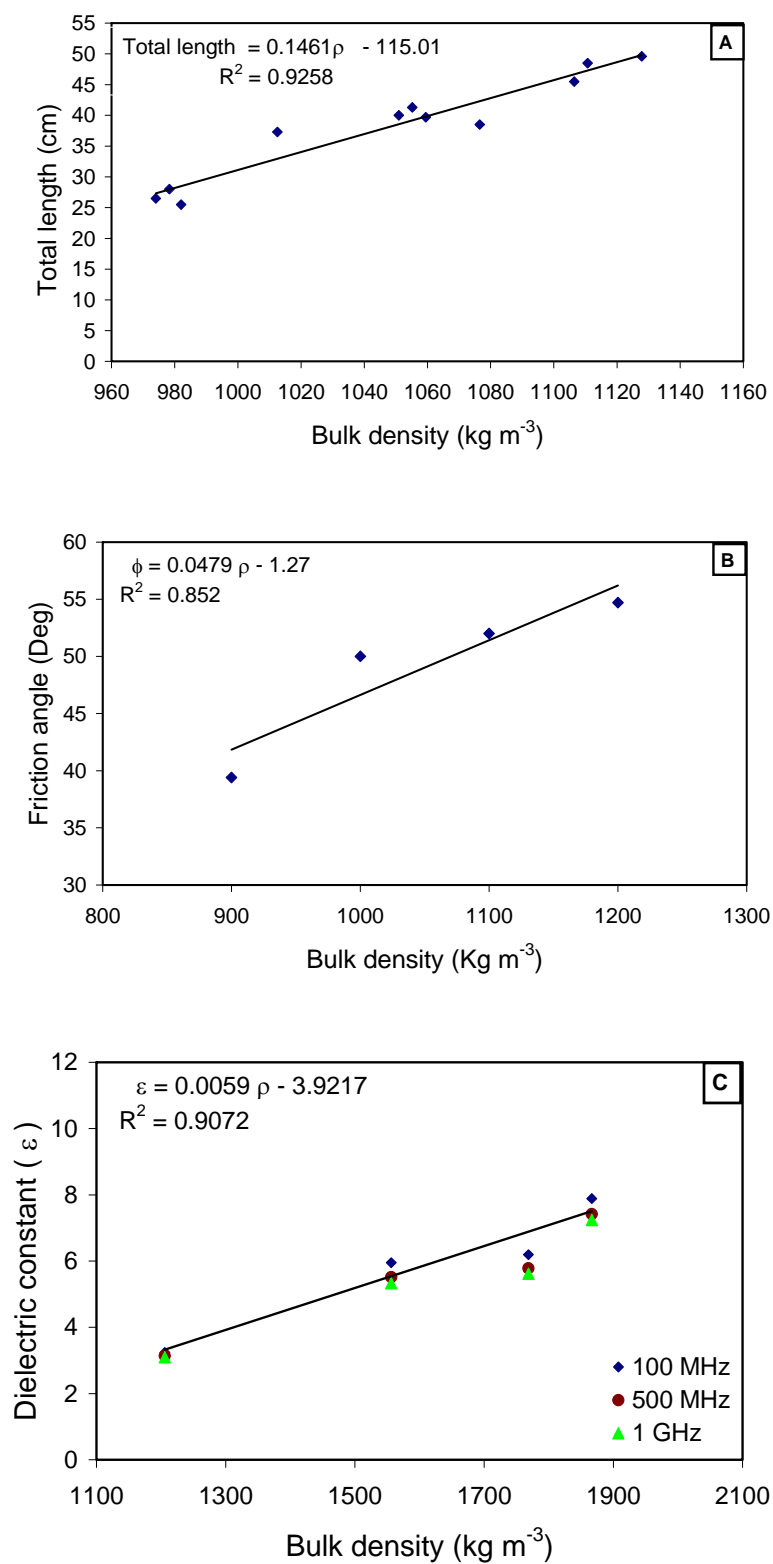 Total length = 0.1461ρ - 115.01
R² = 0.9258
A
55
50
45
40
35
30
25
20
15
10
5
0
Total length (cm)
960 980 1000 1020 1040 1060 1080 1100 1120 1140 1160
Bulk density (kg m⁻³)
ϕ = 0.0479 ρ - 1.27
R² = 0.852
B
60
55
50
45
40
35
30
Friction angle (Deg)
800 900 1000 1100 1200 1300
Bulk density (Kg m⁻³)
ε = 0.0059 ρ - 3.9217
R² = 0.9072
C
12
10
8
6
4
2
0
Dielectric constant ( ε )
100 MHz
500 MHz
1 GHz
1100 1300 1500 1700 1900 2100
Bulk density (kg m⁻³)